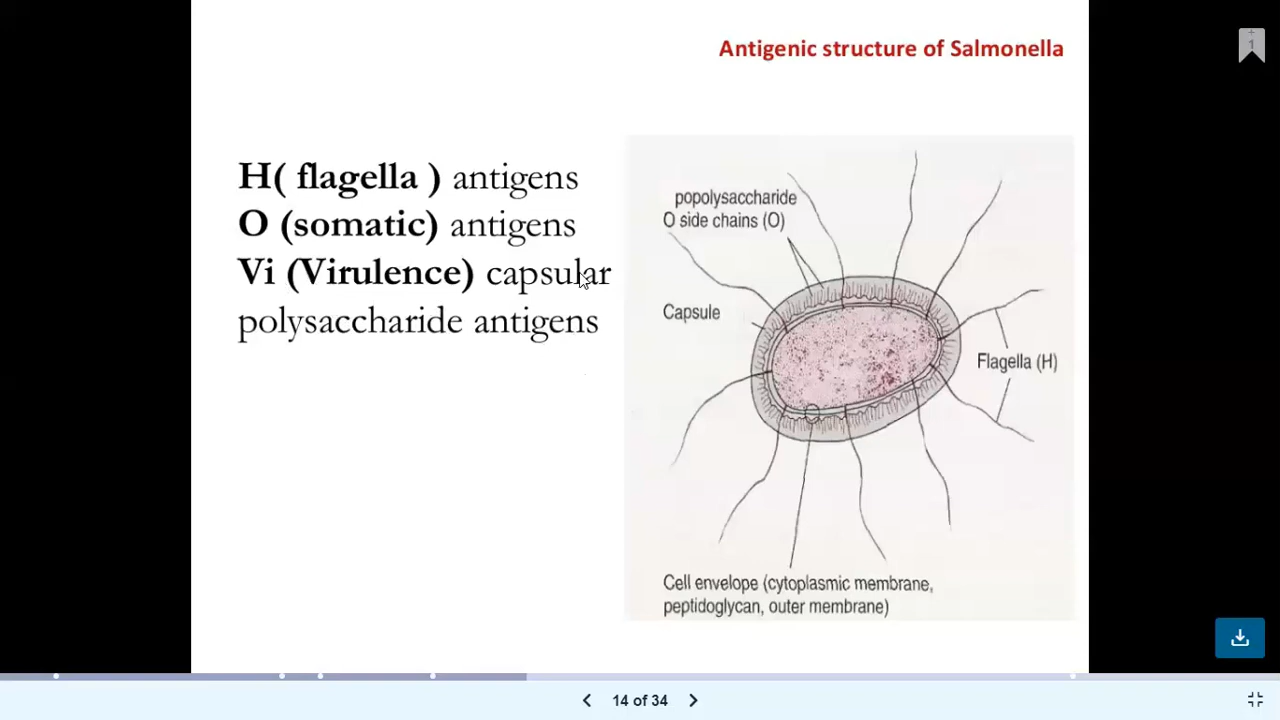 Antigenic structure of Salmonella
1
H( flagella ) antigens
O (somatic) antigens
Vi (Virulence) capsular
polysaccharide antigens
popolysaccharide
O side chains (O)
Capsule
Flagella (H)
Cell envelope (cytoplasmic membrane,
peptidoglycan, outer membrane)
14 of 34